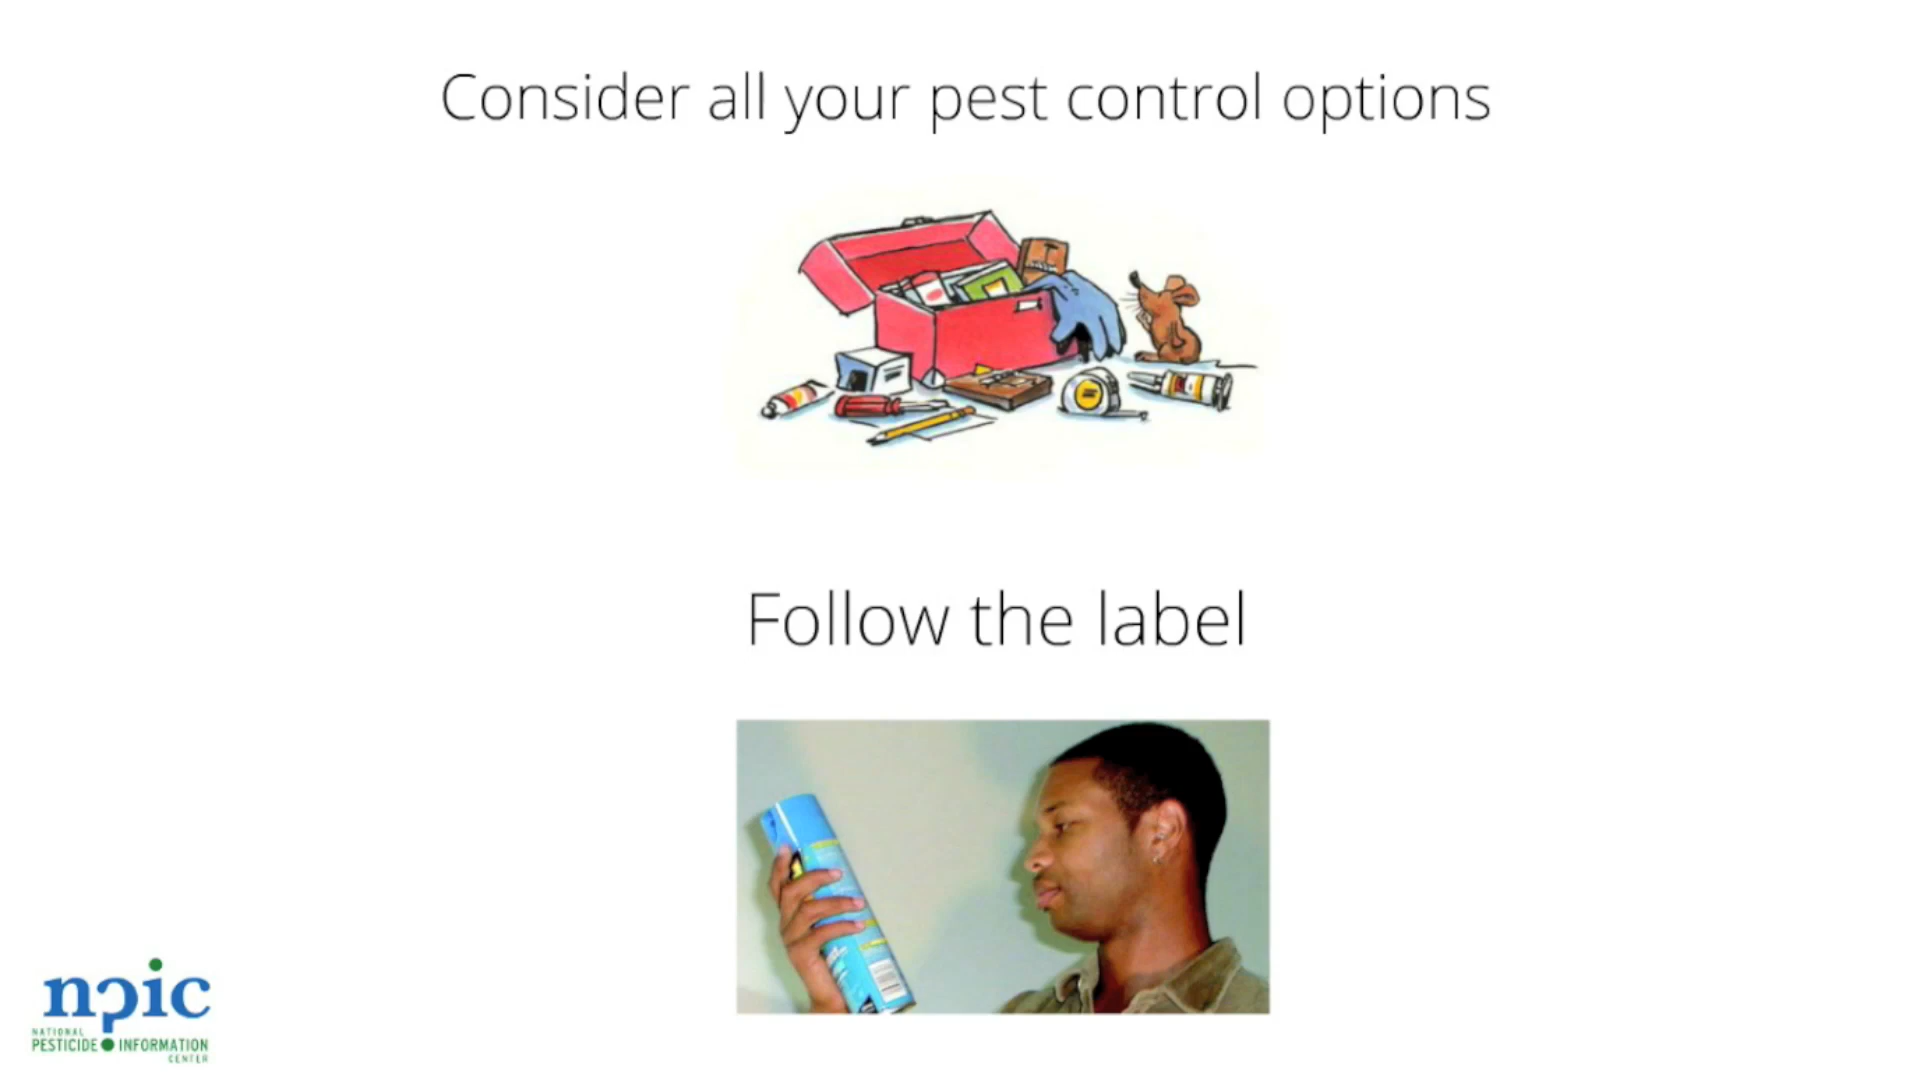 Consider all your pest control options
Follow the label
npic
NATIONAL
PESTICIDE INFORMATION
CENTER